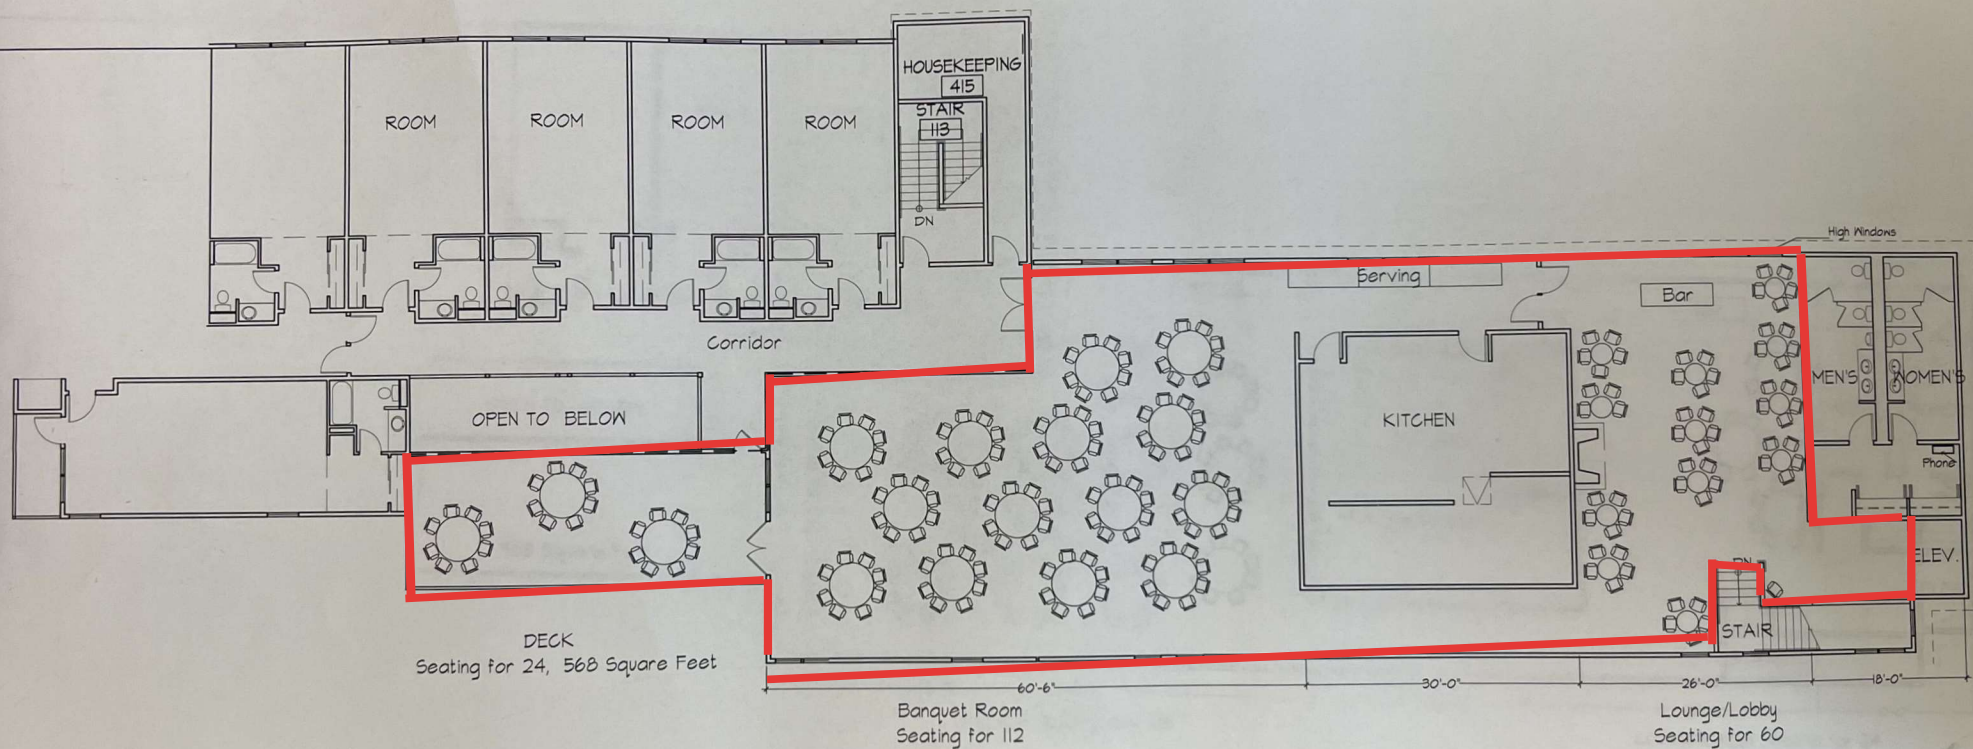 HOUSEKEEPING
415
STAIR
113
DN
ROOM
ROOM
ROOM
ROOM
High Windows
Serving
Bar
Corridor
MEN'S
WOMEN'S
OPEN TO BELOW
KITCHEN
Phone
ELEV.
DN
STAIR
DECK
Seating for 24, 568 Square Feet
60'-6"
30'-0"
26'-0"
18'-0"
Banquet Room
Seating for 112
Lounge/Lobby
Seating for 60